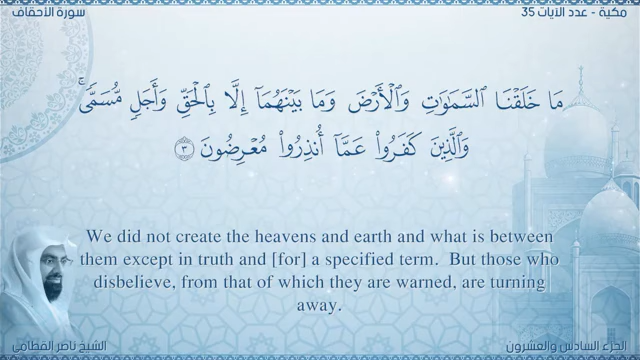 مكية - عدد الآيات 35
سورة الأحقاف
مَا خَلَقْنَا ٱلسَّمَٰوَٰتِ وَٱلْأَرْضَ وَمَا بَيْنَهُمَآ إِلَّا بِٱلْحَقِّ وَأَجَلٍ مُّسَمًّىۚ
وَٱلَّذِينَ كَفَرُوا۟ عَمَّآ أُنذِرُوا۟ مُعْرِضُونَ ٣
We did not create the heavens and earth and what is between
them except in truth and [for] a specified term. But those who
disbelieve, from that of which they are warned, are turning
away.
الجزء السادس والعشرون
الشيخ ناصر القطامي